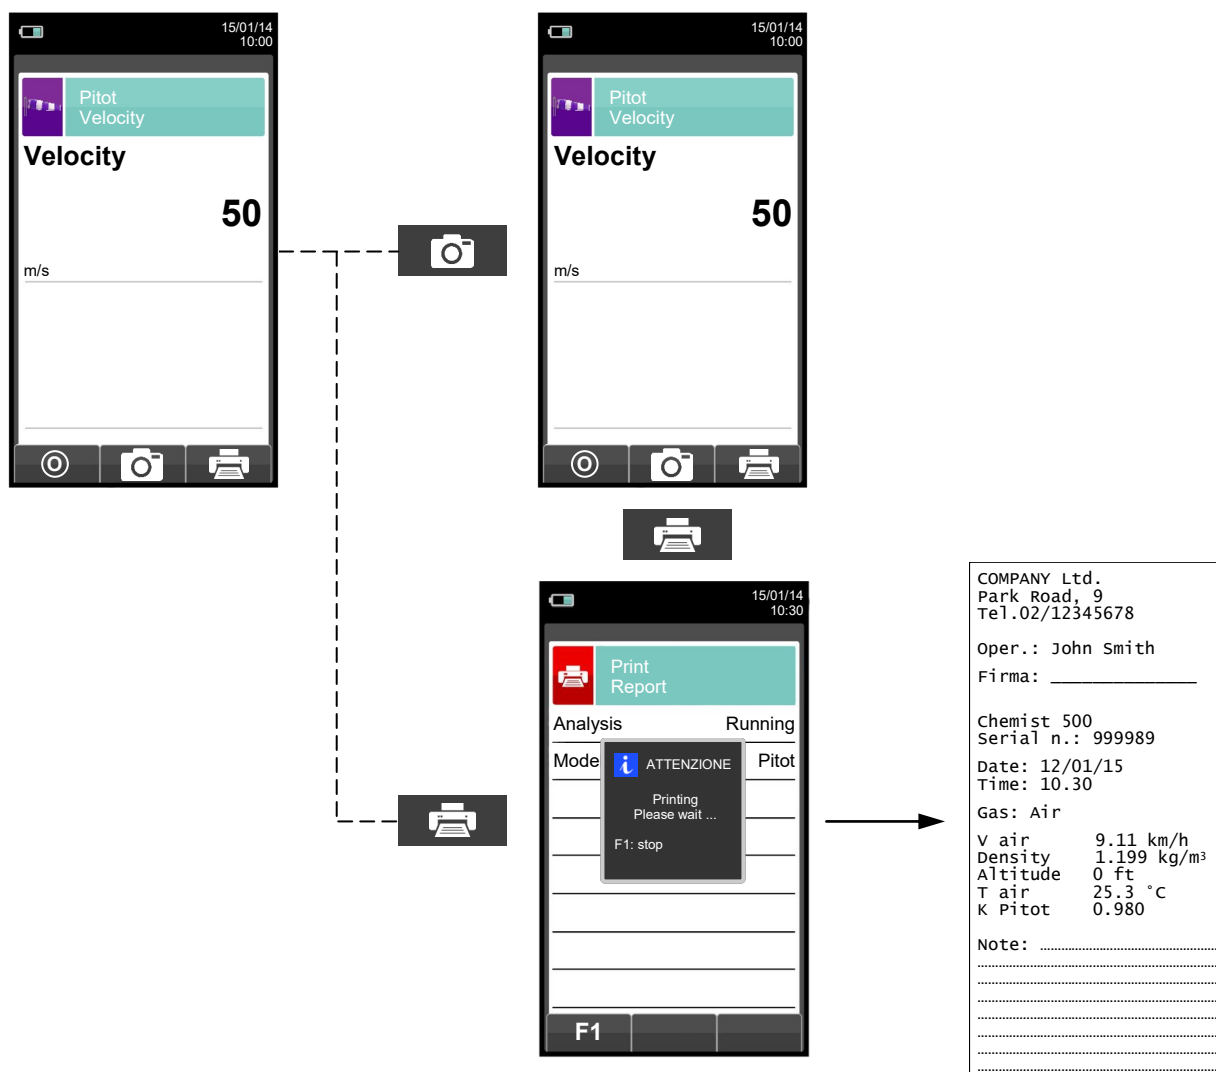 15/01/14
10:00
Pitot
Velocity
Velocity
50
m/s
15/01/14
10:00
Pitot
Velocity
Velocity
50
m/s
15/01/14
10:30
Print
Report
Analysis Running
Mode Pitot
i ATTENZIONE
Printing
Please wait ...
F1: stop
F1
COMPANY Ltd.
Park Road, 9
Tel.02/12345678
Oper.: John Smith
Firma: ______________
Chemist 500
Serial n.: 999989
Date: 12/01/15
Time: 10.30
Gas: Air
V air 9.11 km/h
Density 1.199 kg/m³
Altitude 0 ft
T air 25.3 °C
K Pitot 0.980
Note: ........................................